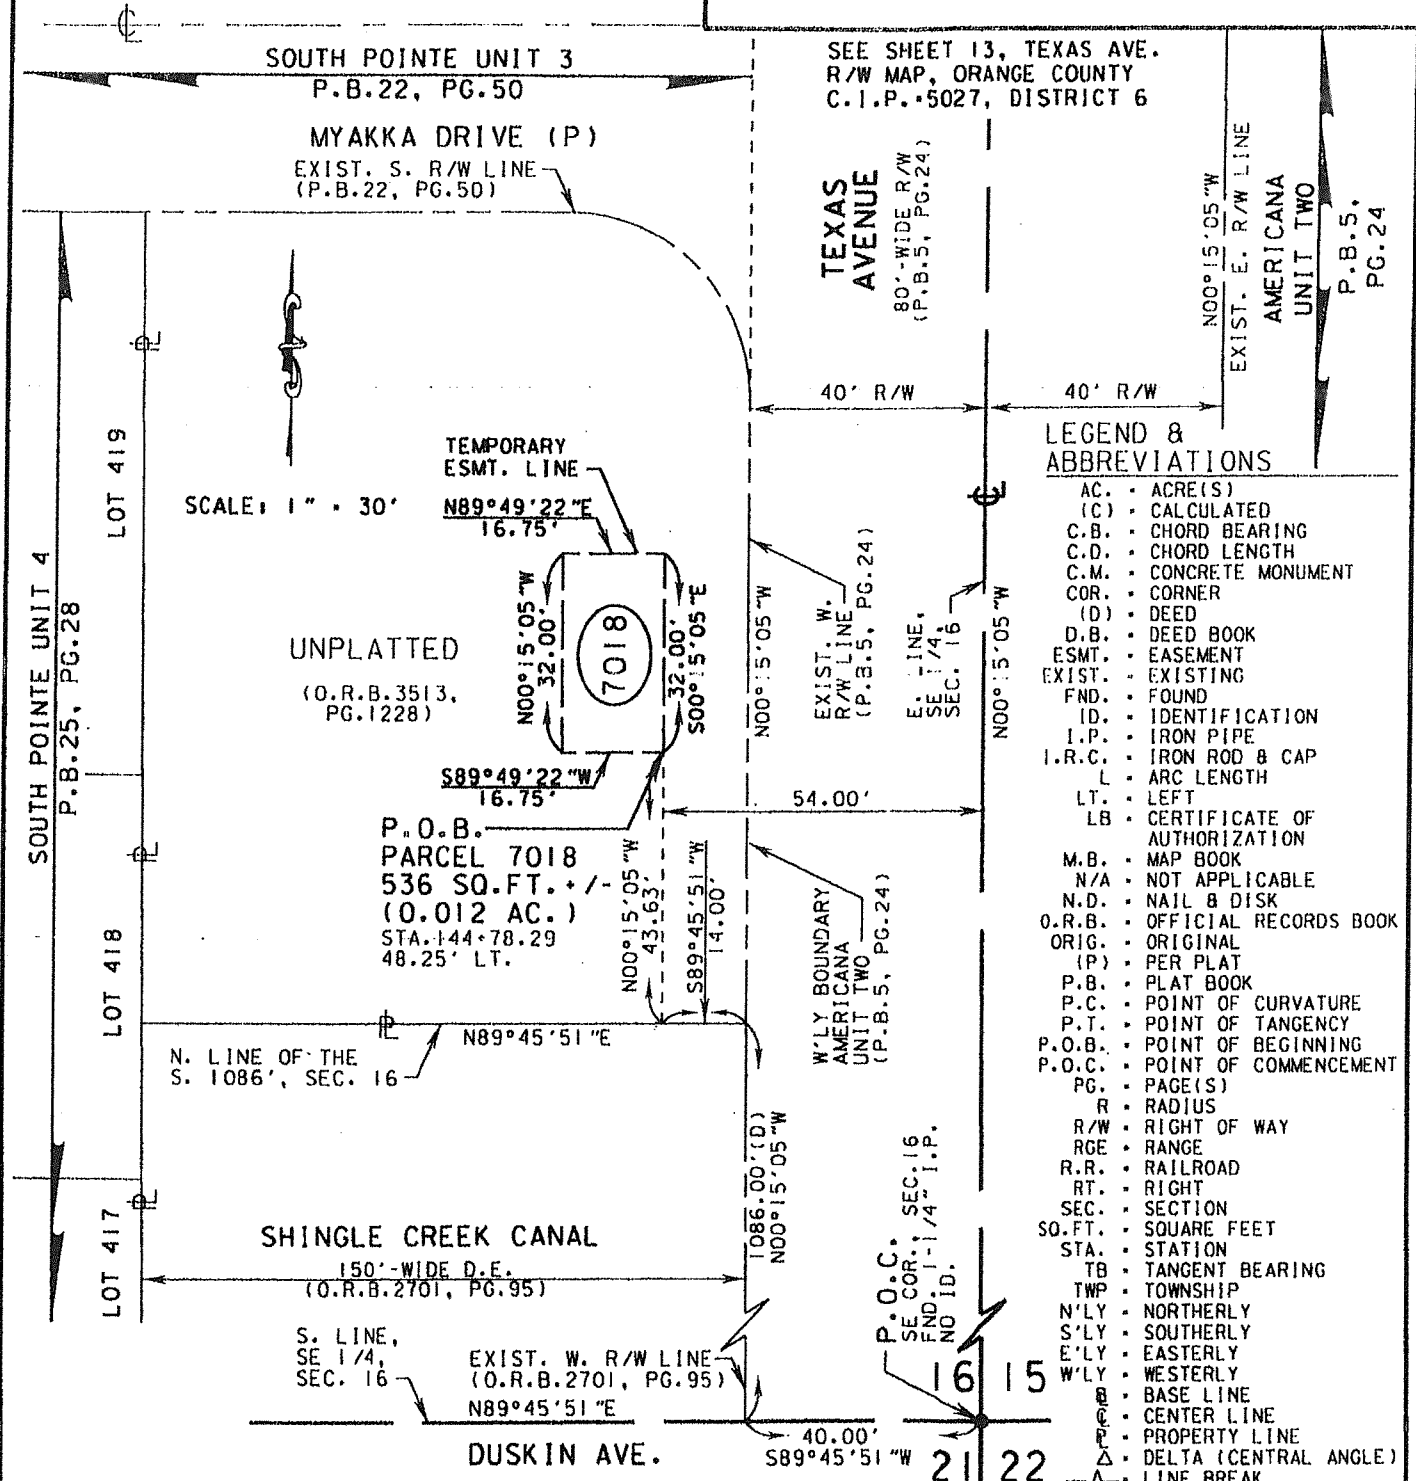 ℄
SOUTH POINTE UNIT 3
P.B.22, PG.50
SEE SHEET 13, TEXAS AVE.
R/W MAP, ORANGE COUNTY
C.I.P.·5027, DISTRICT 6
MYAKKA DRIVE (P)
EXIST. S. R/W LINE
(P.B.22, PG.50)
TEXAS
AVENUE
80'-WIDE R/W
(P.B.5, PG.24)
N00°15'05"W
EXIST. E. R/W LINE
AMERICANA
UNIT TWO
P.B.5,
PG.24
40' R/W
40' R/W
℄
SOUTH POINTE UNIT 4
P.B.25, PG.28
LOT 419
LOT 418
LOT 417
SCALE: 1" = 30'
TEMPORARY
ESMT. LINE
N89°49'22"E
16.75'
N00°15'05"W
32.00'
7018
32.00'
S00°15'05"E
UNPLATTED
(O.R.B.3513,
PG.1228)
S89°49'22"W
16.75'
N00°15'05"W
EXIST. W.
R/W LINE
(P.B.5, PG.24)
E. LINE,
SE 1/4,
SEC. 16
N00°15'05"W
54.00'
P.O.B.
PARCEL 7018
536 SQ.FT.+/-
(0.012 AC.)
STA.144+78.29
48.25' LT.
N00°15'05"W
43.63'
S89°45'51"W
14.00'
W'LY BOUNDARY
AMERICANA
UNIT TWO
(P.B.5, PG.24)
N89°45'51"E
N. LINE OF THE
S. 1086', SEC. 16
1086.00'(D)
N00°15'05"W
SHINGLE CREEK CANAL
150'-WIDE D.E.
(O.R.B.2701, PG.95)
P.O.C.
SE COR., SEC.16
FND. 1-1/4" I.P.
NO ID.
S. LINE,
SE 1/4,
SEC. 16
EXIST. W. R/W LINE
(O.R.B.2701, PG.95)
N89°45'51"E
DUSKIN AVE.
40.00'
S89°45'51"W
16 15
21 22
LEGEND &
ABBREVIATIONS
AC. = ACRE(S)
(C) = CALCULATED
C.B. = CHORD BEARING
C.D. = CHORD LENGTH
C.M. = CONCRETE MONUMENT
COR. = CORNER
(D) = DEED
D.B. = DEED BOOK
ESMT. = EASEMENT
EXIST. = EXISTING
FND. = FOUND
ID. = IDENTIFICATION
I.P. = IRON PIPE
I.R.C. = IRON ROD & CAP
L = ARC LENGTH
LT. = LEFT
LB = CERTIFICATE OF
AUTHORIZATION
M.B. = MAP BOOK
N/A = NOT APPLICABLE
N.D. = NAIL & DISK
O.R.B. = OFFICIAL RECORDS BOOK
ORIG. = ORIGINAL
(P) = PER PLAT
P.B. = PLAT BOOK
P.C. = POINT OF CURVATURE
P.T. = POINT OF TANGENCY
P.O.B. = POINT OF BEGINNING
P.O.C. = POINT OF COMMENCEMENT
PG. = PAGE(S)
R = RADIUS
R/W = RIGHT OF WAY
RGE = RANGE
R.R. = RAILROAD
RT. = RIGHT
SEC. = SECTION
SQ.FT. = SQUARE FEET
STA. = STATION
TB = TANGENT BEARING
TWP = TOWNSHIP
N'LY = NORTHERLY
S'LY = SOUTHERLY
E'LY = EASTERLY
W'LY = WESTERLY
B = BASE LINE
℄ = CENTER LINE
⅊ = PROPERTY LINE
Δ = DELTA (CENTRAL ANGLE)
= LINE BREAK